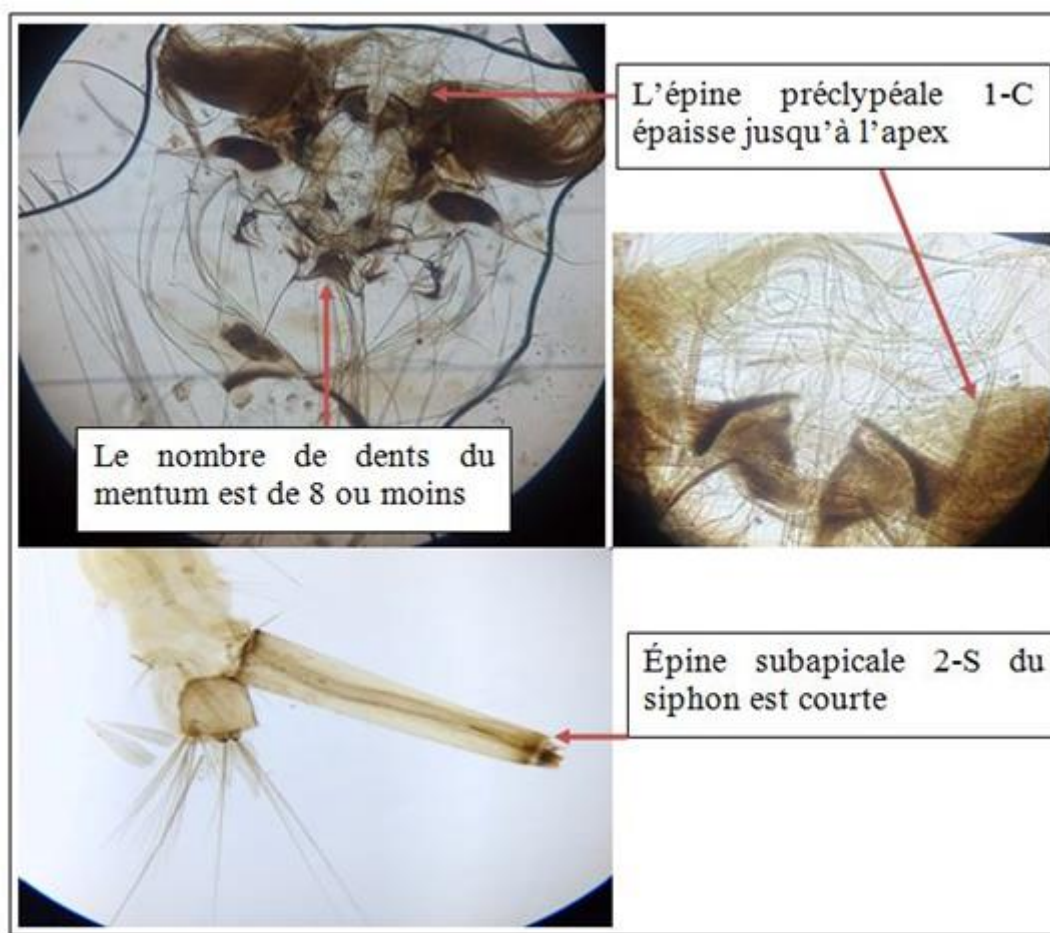 L'épine préclypéale 1-C
épaisse jusqu'à l'apex
Le nombre de dents du
mentum est de 8 ou moins
Épine subapicale 2-S du
siphon est courte